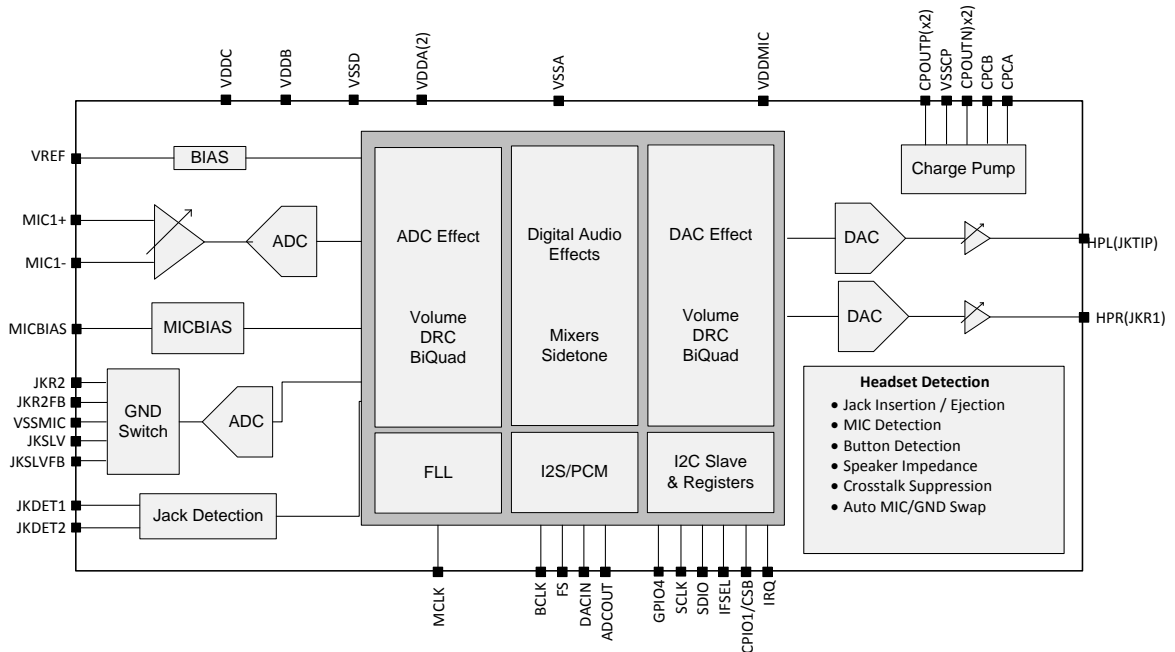 VDDC
VDDB
VSSD
VDDA(2)
VSSA
VDDMIC
CPOUTP(x2)
VSSCP
CPOUTN)x2)
CPCB
CPCA
VREF
BIAS
MIC1+
MIC1-
ADC
MICBIAS
MICBIAS
JKR2
JKR2FB
VSSMIC
JKSLV
JKSLVFB
GND
Switch
ADC
JKDET1
JKDET2
Jack Detection
ADC Effect
Volume
DRC
BiQuad
Digital Audio
Effects
Mixers
Sidetone
DAC Effect
Volume
DRC
BiQuad
FLL
I2S/PCM
I2C Slave
& Registers
Charge Pump
DAC
HPL(JKTIP)
DAC
HPR(JKR1)
Headset Detection
● Jack Insertion / Ejection
● MIC Detection
● Button Detection
● Speaker Impedance
● Crosstalk Suppression
● Auto MIC/GND Swap
MCLK
BCLK
FS
DACIN
ADCOUT
GPIO4
SCLK
SDIO
IFSEL
CPIO1/CSB
IRQ